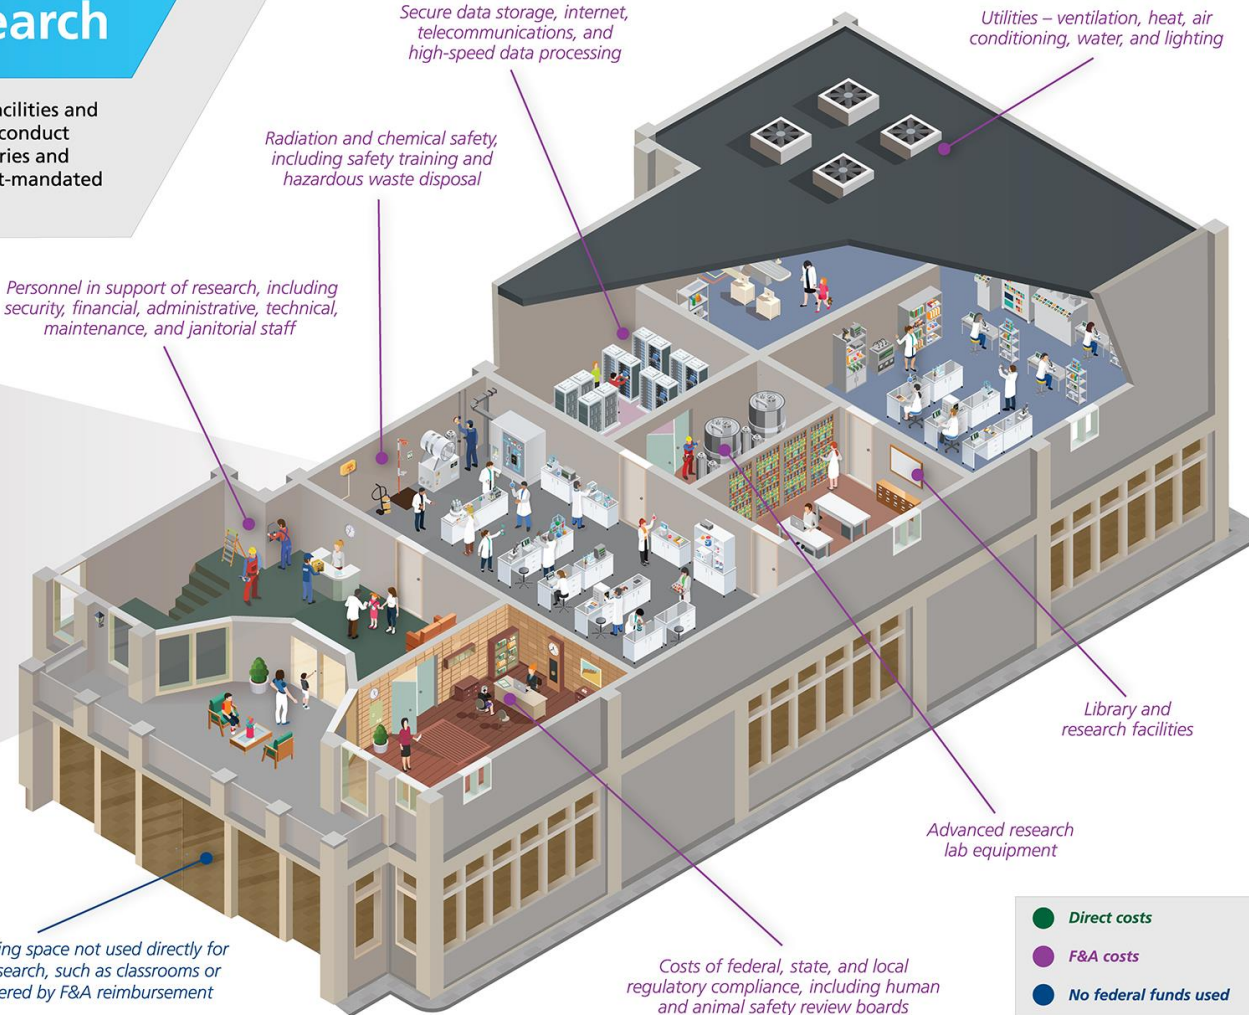 earch
acilities and
conduct
ries and
t-mandated
Secure data storage, internet,
telecommunications, and
high-speed data processing
Utilities – ventilation, heat, air
conditioning, water, and lighting
Radiation and chemical safety,
including safety training and
hazardous waste disposal
Personnel in support of research, including
security, financial, administrative, technical,
maintenance, and janitorial staff
Library and
research facilities
Advanced research
lab equipment
ing space not used directly for
search, such as classrooms or
ered by F&A reimbursement
Costs of federal, state, and local
regulatory compliance, including human
and animal safety review boards
Direct costs
F&A costs
No federal funds used